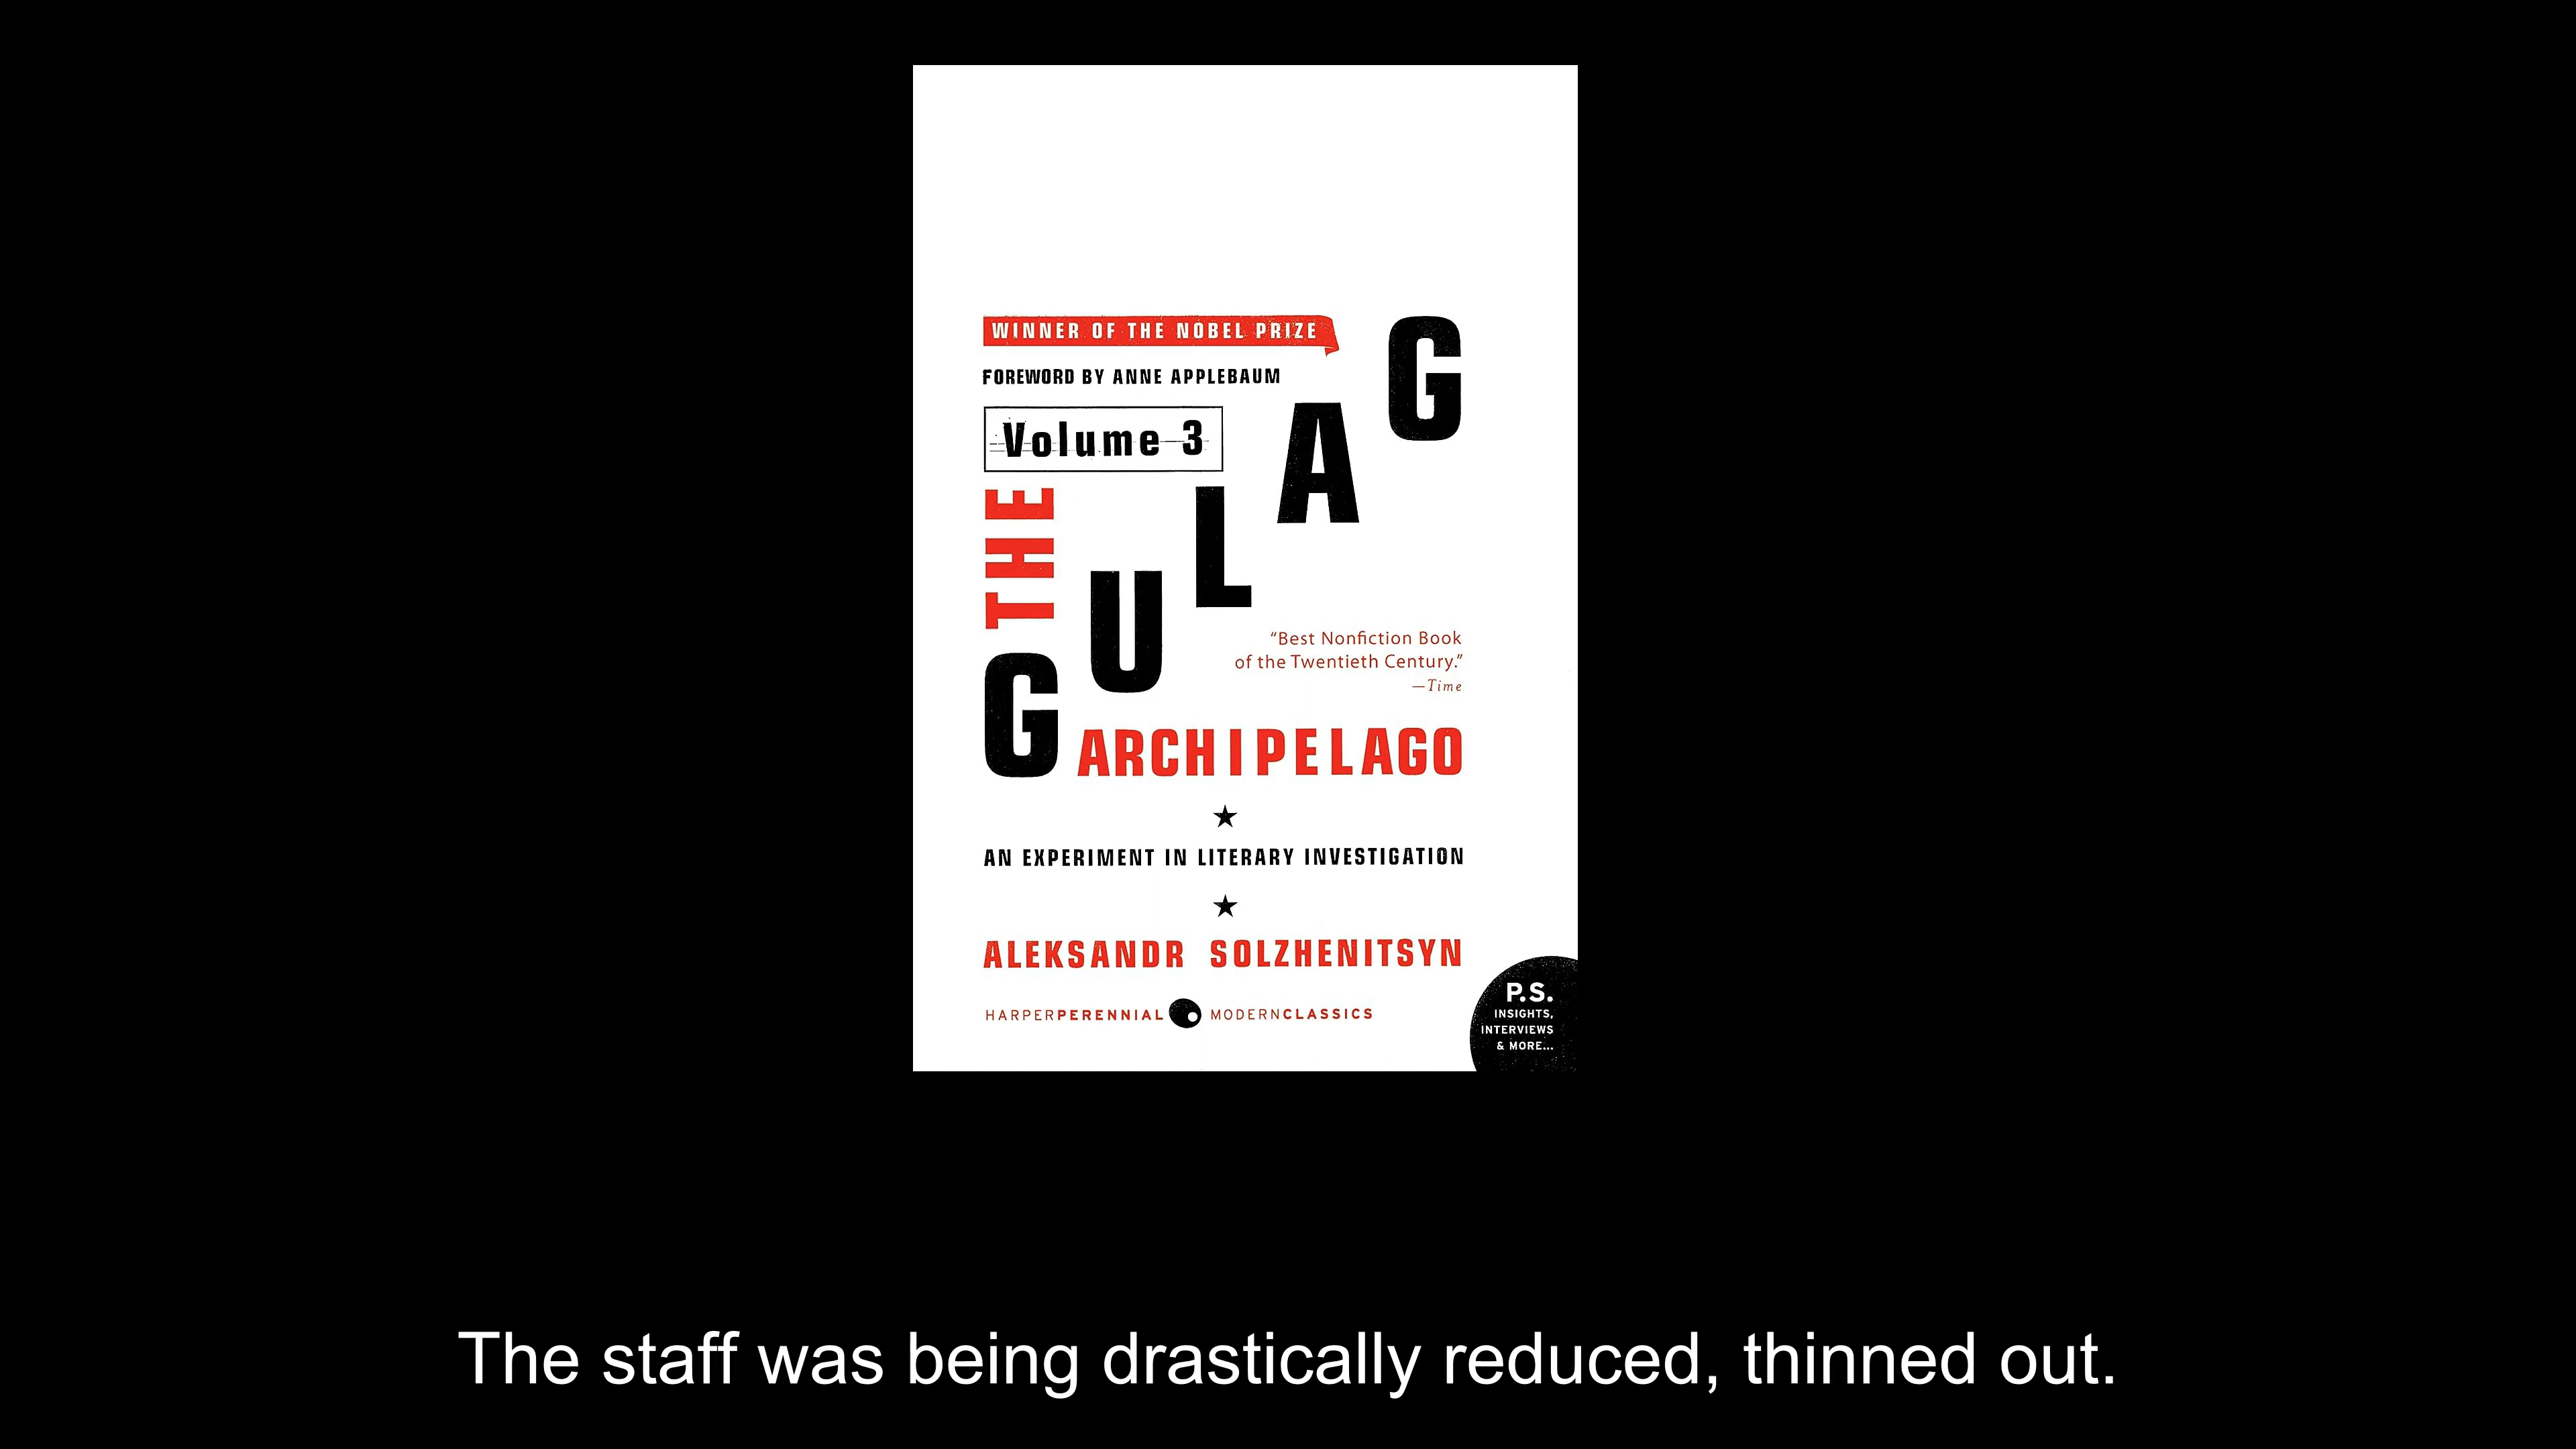 WINNER OF THE NOBEL PRIZE
FOREWORD BY ANNE APPLEBAUM
Volume 3
THE
GULAG
"Best Nonfiction Book
of the Twentieth Century."
—Time
ARCHIPELAGO
AN EXPERIMENT IN LITERARY INVESTIGATION
ALEKSANDR SOLZHENITSYN
HARPERPERENNIAL MODERNCLASSICS
P.S.
INSIGHTS,
INTERVIEWS
& MORE...
The staff was being drastically reduced, thinned out.